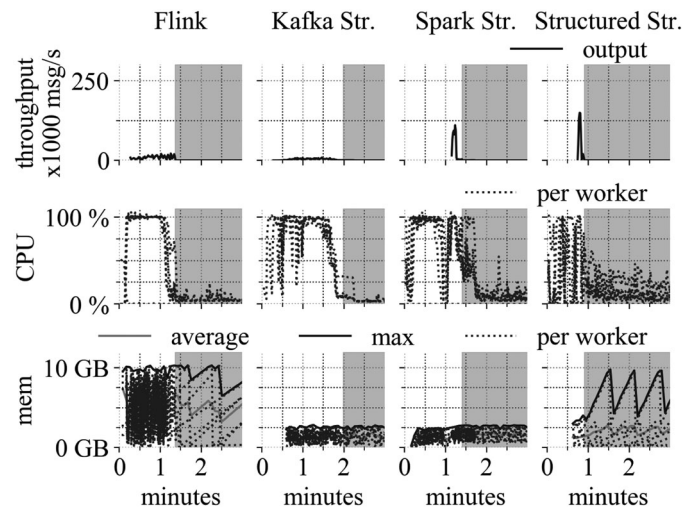 Flink Kafka Str. Spark Str. Structured Str.
output
throughput
x1000 msg/s
250
0
per worker
CPU
100 %
0 %
average max per worker
mem
10 GB
0 GB
0 1 2 0 1 2 0 1 2 0 1 2
minutes minutes minutes minutes